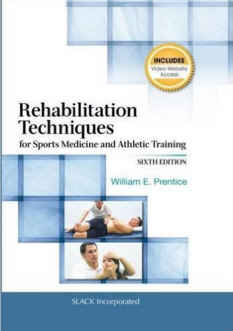 INCLUDES
Video Website
Access
Rehabilitation
Techniques
for Sports Medicine and Athletic Training
SIXTH EDITION
William E. Prentice
SLACK Incorporated